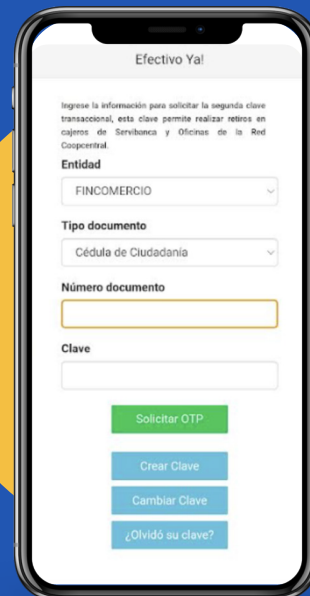 Efectivo Ya!
Ingrese la información para solicitar la segunda clave
transaccional, esta clave permite realizar retiros en
cajeros de Servibanca y Oficinas de la Red
Coopcentral.
Entidad
FINCOMERCIO
Tipo documento
Cédula de Ciudadanía
Número documento
Clave
Solicitar OTP
Crear Clave
Cambiar Clave
¿Olvidó su clave?